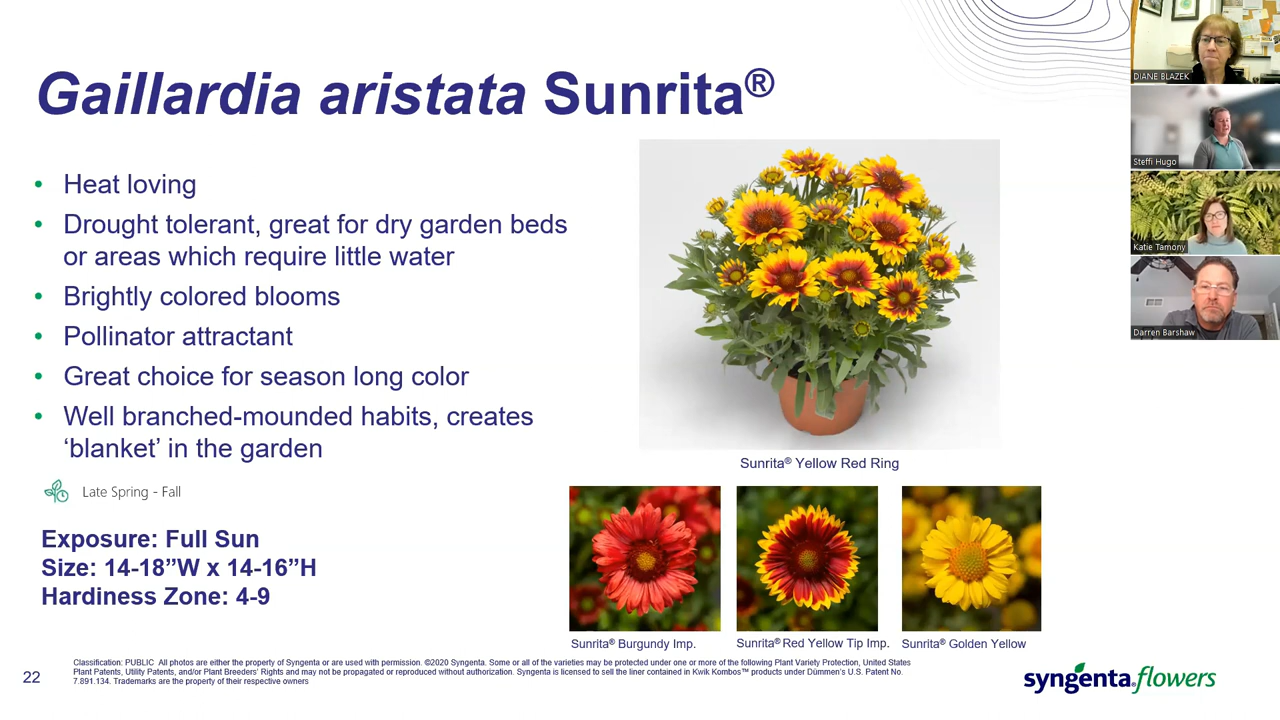 Gaillardia aristata Sunrita®
• Heat loving
• Drought tolerant, great for dry garden beds
or areas which require little water
• Brightly colored blooms
• Pollinator attractant
• Great choice for season long color
• Well branched-mounded habits, creates
‘blanket’ in the garden
Late Spring - Fall
Exposure: Full Sun
Size: 14-18”W x 14-16”H
Hardiness Zone: 4-9
Sunrita® Yellow Red Ring
Sunrita® Burgundy Imp.
Sunrita® Red Yellow Tip Imp.
Sunrita® Golden Yellow
DIANE BLAZEK
Steffi Hugo
Katie Tamony
Darren Barshaw
22
Classification: PUBLIC All photos are either the property of Syngenta or are used with permission. ©2020 Syngenta. Some or all of the varieties may be protected under one or more of the following Plant Variety Protection, United States
Plant Patents, Utility Patents, and/or Plant Breeders’ Rights and may not be propagated or reproduced without authorization. Syngenta is licensed to sell the liner contained in Kwik Kombos™ products under Dümmen’s U.S. Patent No.
7.891.134. Trademarks are the property of their respective owners
syngenta® flowers